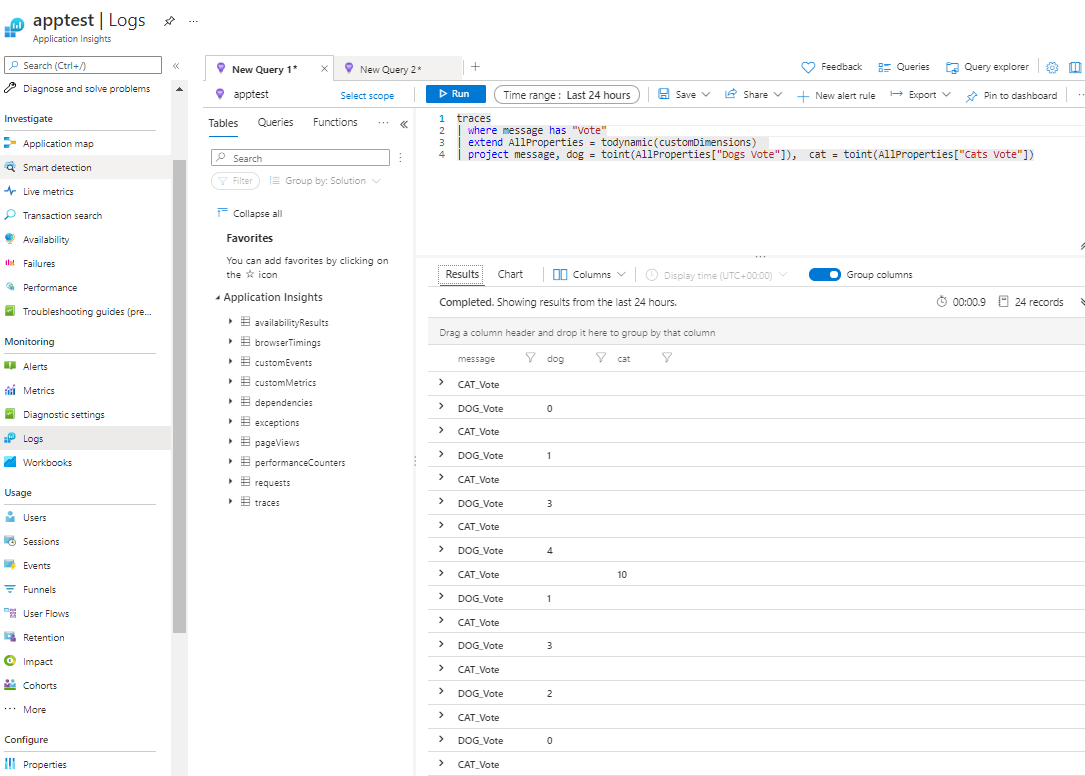 apptest | Logs
Application Insights
Search (Ctrl+/)
Diagnose and solve problems
Investigate
Application map
Smart detection
Live metrics
Transaction search
Availability
Failures
Performance
Troubleshooting guides (pre...
Monitoring
Alerts
Metrics
Diagnostic settings
Logs
Workbooks
Usage
Users
Sessions
Events
Funnels
User Flows
Retention
Impact
Cohorts
More
Configure
Properties
New Query 1*
New Query 2*
Feedback
Queries
Query explorer
apptest
Select scope
Run
Time range : Last 24 hours
Save
Share
New alert rule
Export
Pin to dashboard
Tables
Queries
Functions
Search
Filter
Group by: Solution
Collapse all
Favorites
You can add favorites by clicking on
the ☆ icon
Application Insights
availabilityResults
browserTimings
customEvents
customMetrics
dependencies
exceptions
pageViews
performanceCounters
requests
traces
1 traces
2 | where message has "Vote"
3 | extend AllProperties = todynamic(customDimensions)
4 | project message, dog = toint(AllProperties["Dogs Vote"]), cat = toint(AllProperties["Cats Vote"])
Results
Chart
Columns
Display time (UTC+00:00)
Group columns
Completed. Showing results from the last 24 hours.
00:00.9
24 records
Drag a column header and drop it here to group by that column
message dog cat
CAT_Vote
DOG_Vote 0
CAT_Vote
DOG_Vote 1
CAT_Vote
DOG_Vote 3
CAT_Vote
DOG_Vote 4
CAT_Vote 10
DOG_Vote 1
CAT_Vote
DOG_Vote 3
CAT_Vote
DOG_Vote 2
CAT_Vote
DOG_Vote 0
CAT_Vote